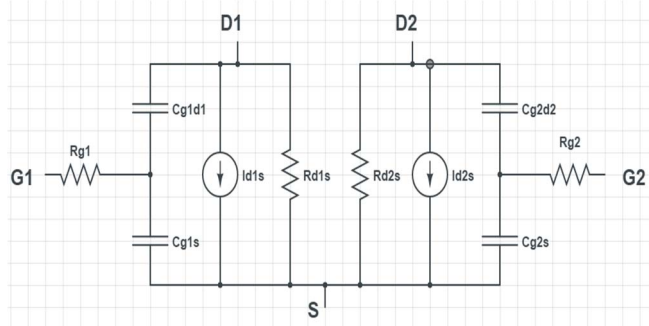 D1
D2
Cg1d1
Cg2d2
Rg1
Rg2
G1
Id1s
Rd1s
Rd2s
Id2s
G2
Cg1s
Cg2s
S